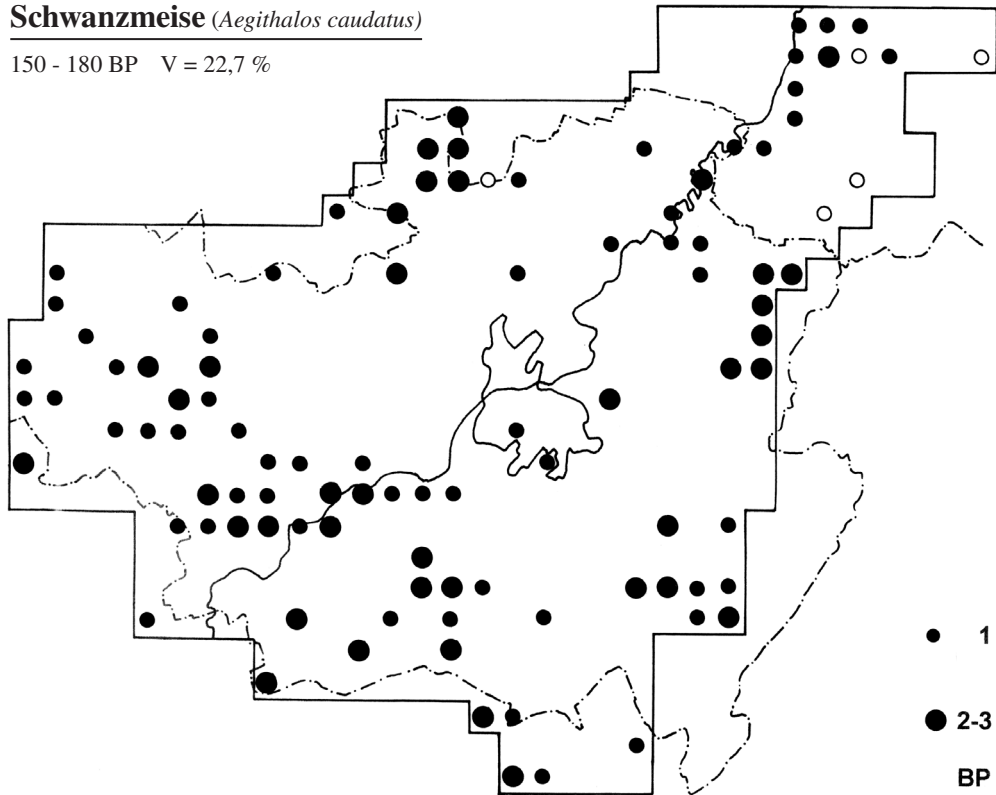 Schwanzmeise (Aegithalos caudatus)
150 - 180 BP V = 22,7 %
1
2-3
BP